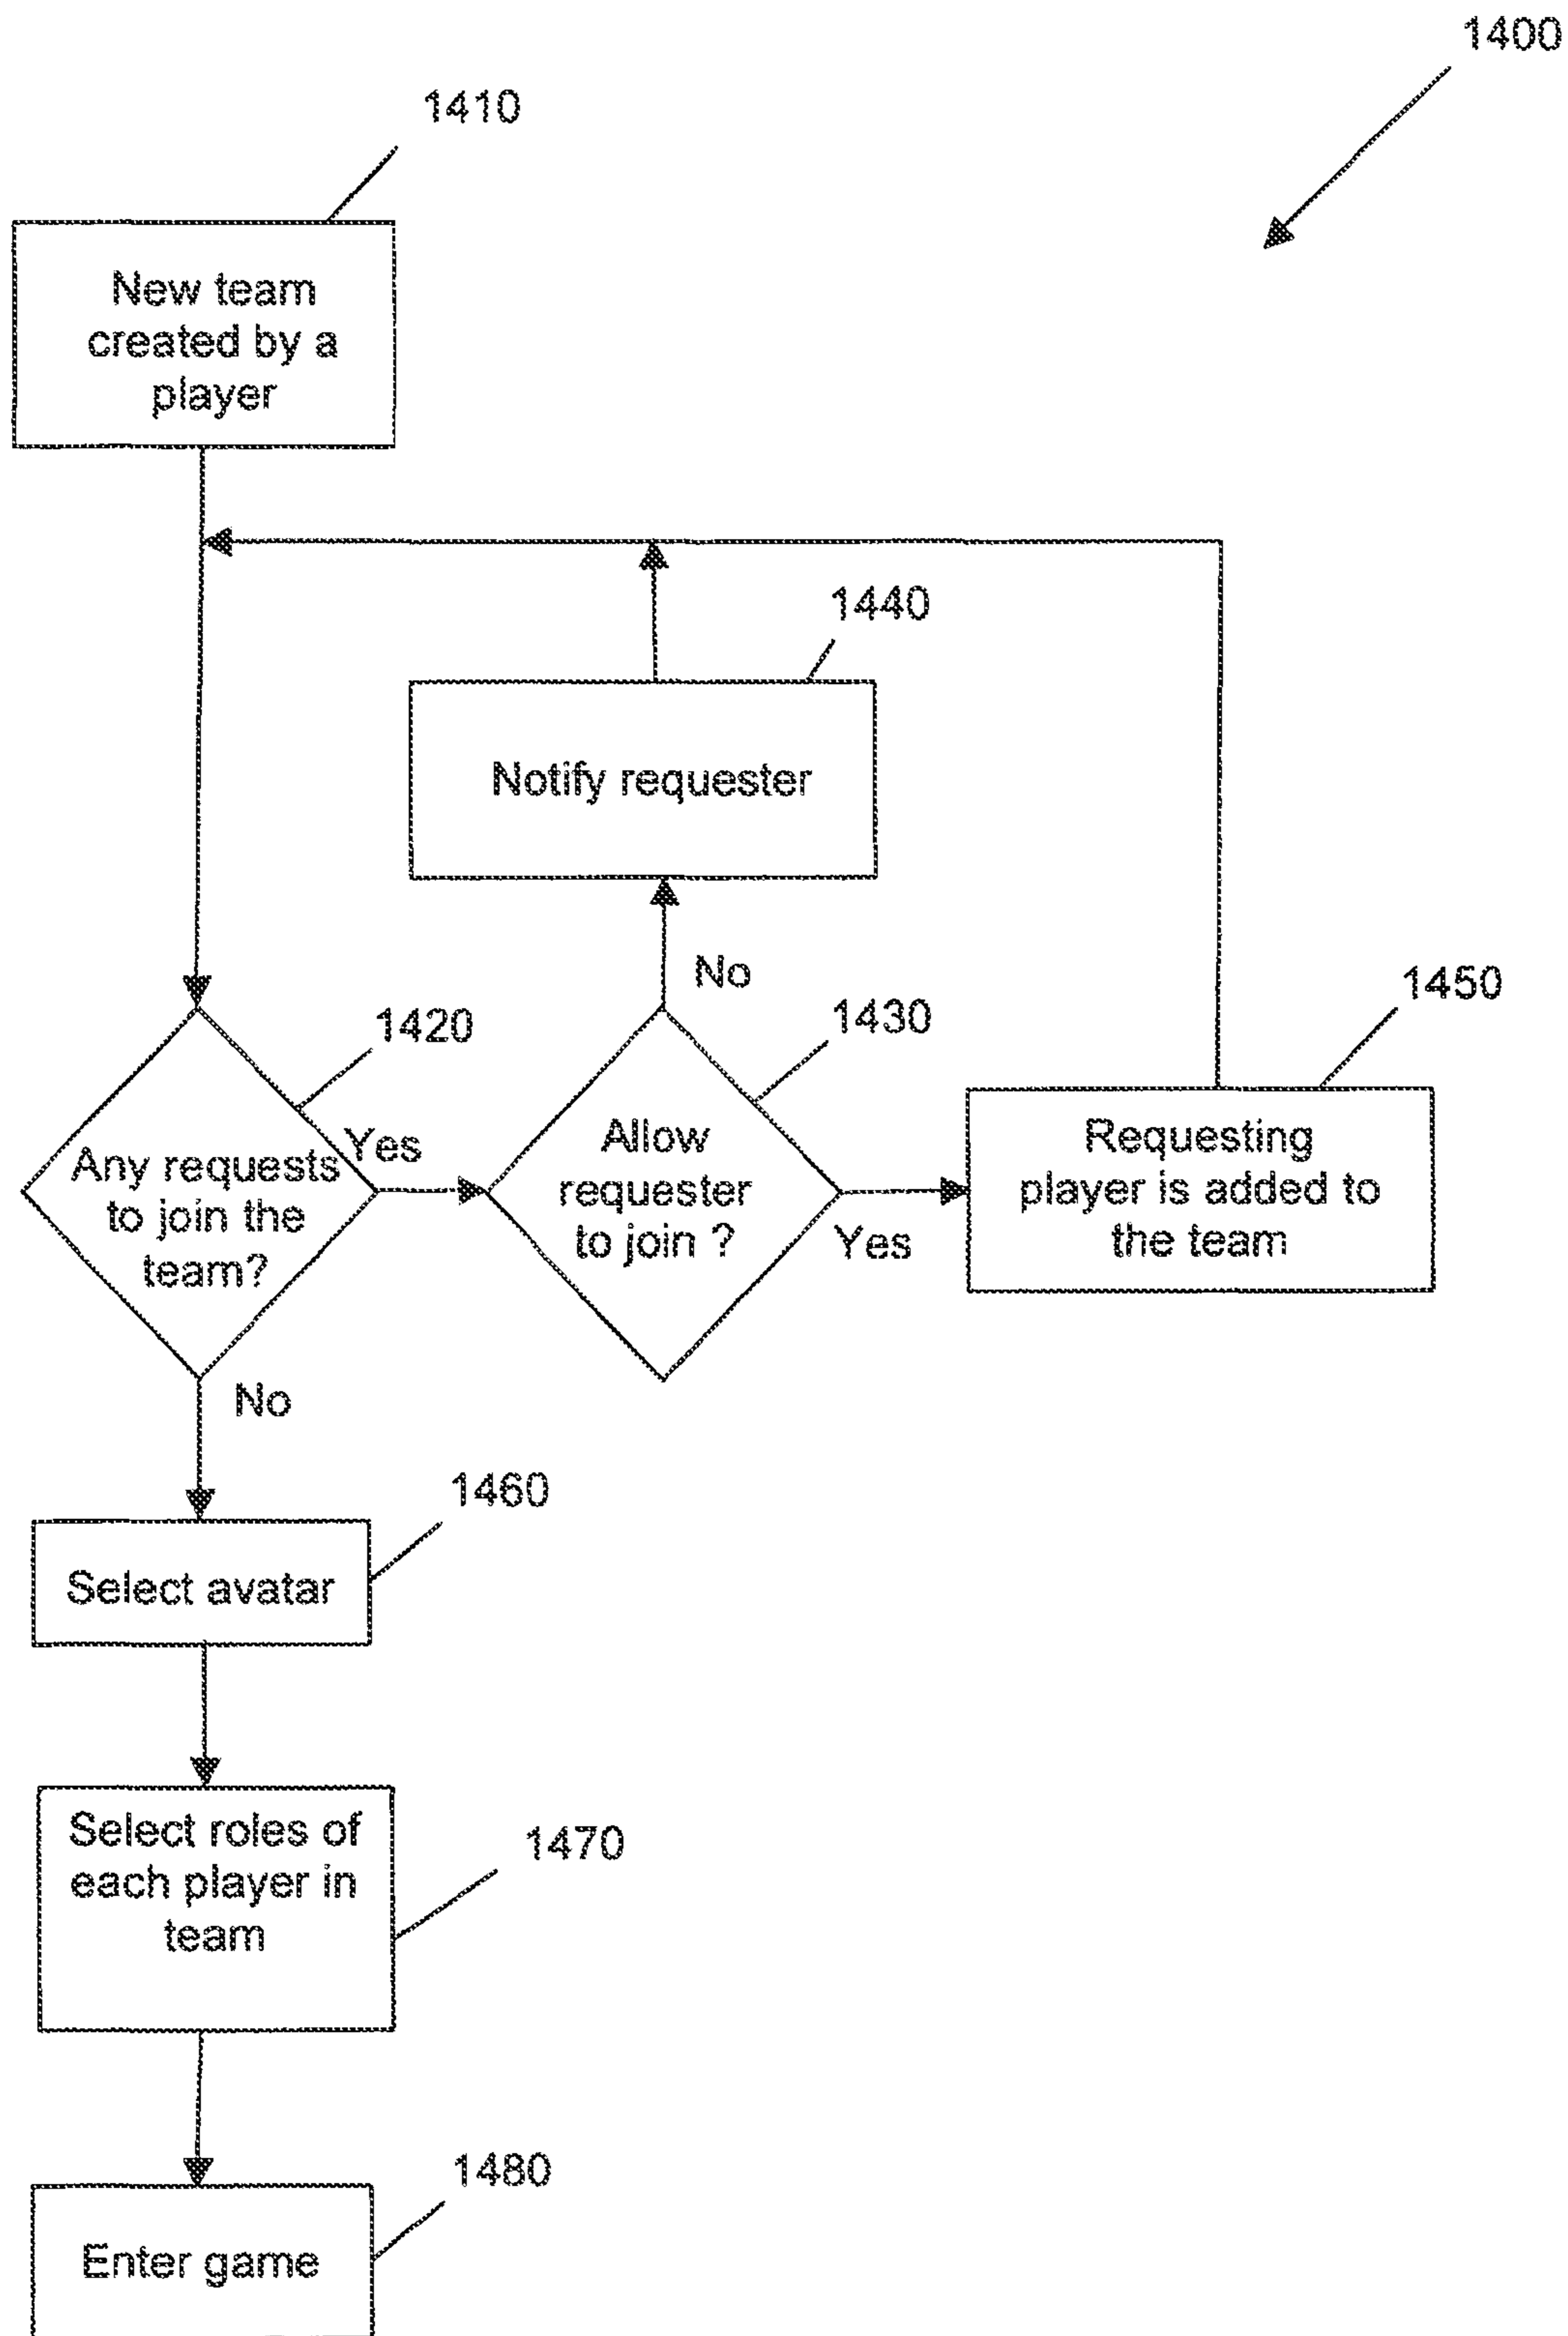 1400
1410
New team
created by a
player
1440
Notify requester
No
1450
1430
1420
Yes
Any requests
to join the
team?
Allow
requester
to join ?
Yes
Requesting
player is added to
the team
No
1460
Select avatar
1470
Select roles of
each player in
team
1480
Enter game